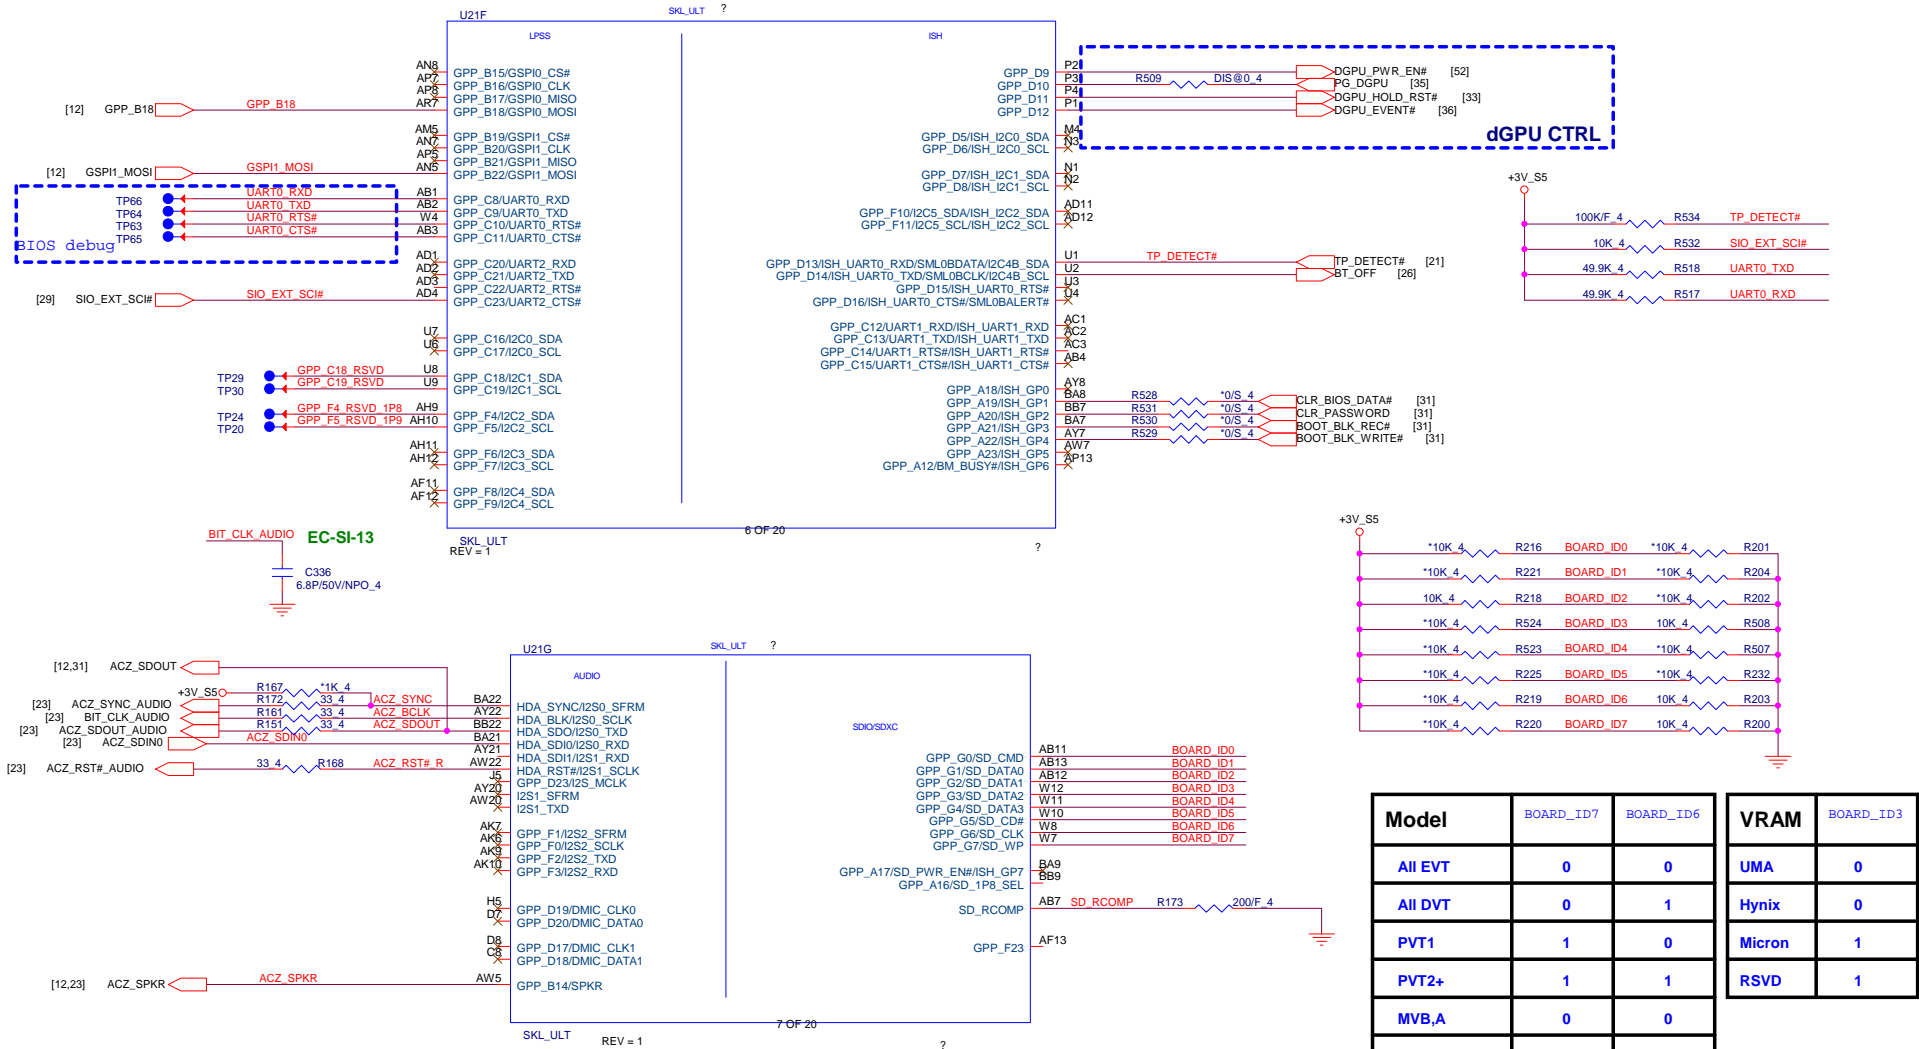 U21F SKL_ULT ?
LPSS ISH
AN8 GPP_B15/GSPI0_CS#
AP7 GPP_B16/GSPI0_CLK
AP8 GPP_B17/GSPI0_MISO
[12] GPP_B18 GPP_B18 AR7 GPP_B18/GSPI0_MOSI
AM5 GPP_B19/GSPI1_CS#
AN7 GPP_B20/GSPI1_CLK
AP5 GPP_B21/GSPI1_MISO
[12] GSPI1_MOSI GSPI1_MOSI AN5 GPP_B22/GSPI1_MOSI
TP66 UART0_RXD AB1 GPP_C8/UART0_RXD
TP64 UART0_TXD AB2 GPP_C9/UART0_TXD
TP63 UART0_RTS# W4 GPP_C10/UART0_RTS#
TP65 UART0_CTS# AB3 GPP_C11/UART0_CTS#
BIOS debug
AD1 GPP_C20/UART2_RXD
AD2 GPP_C21/UART2_TXD
AD3 GPP_C22/UART2_RTS#
[29] SIO_EXT_SCI# SIO_EXT_SCI# AD4 GPP_C23/UART2_CTS#
U7 GPP_C16/I2C0_SDA
U6 GPP_C17/I2C0_SCL
TP29 GPP_C18_RSVD U8 GPP_C18/I2C1_SDA
TP30 GPP_C19_RSVD U9 GPP_C19/I2C1_SCL
TP24 GPP_F4_RSVD_1P8 AH9 GPP_F4/I2C2_SDA
TP20 GPP_F5_RSVD_1P9 AH10 GPP_F5/I2C2_SCL
AH11 GPP_F6/I2C3_SDA
AH12 GPP_F7/I2C3_SCL
AF11 GPP_F8/I2C4_SDA
AF12 GPP_F9/I2C4_SCL
GPP_D9 P2 DGPU_PWR_EN# [52]
GPP_D10 P3 R509 DIS@0_4 PG_DGPU [35]
GPP_D11 P4 DGPU_HOLD_RST# [33]
GPP_D12 P1 DGPU_EVENT# [36]
dGPU CTRL
GPP_D5/ISH_I2C0_SDA M4
GPP_D6/ISH_I2C0_SCL N3
GPP_D7/ISH_I2C1_SDA N1
GPP_D8/ISH_I2C1_SCL N2
GPP_F10/I2C5_SDA/ISH_I2C2_SDA AD11
GPP_F11/I2C5_SCL/ISH_I2C2_SCL AD12
GPP_D13/ISH_UART0_RXD/SML0BDATA/I2C4B_SDA U1 TP_DETECT# TP_DETECT# [21]
GPP_D14/ISH_UART0_TXD/SML0BCLK/I2C4B_SCL U2 BT_OFF [26]
GPP_D15/ISH_UART0_RTS# U3
GPP_D16/ISH_UART0_CTS#/SML0BALERT# U4
GPP_C12/UART1_RXD/ISH_UART1_RXD AC1
GPP_C13/UART1_TXD/ISH_UART1_TXD AC2
GPP_C14/UART1_RTS#/ISH_UART1_RTS# AC3
GPP_C15/UART1_CTS#/ISH_UART1_CTS# AB4
GPP_A18/ISH_GP0 AY8
GPP_A19/ISH_GP1 BA8 R528 *0/S_4 CLR_BIOS_DATA# [31]
GPP_A20/ISH_GP2 BB7 R531 *0/S_4 CLR_PASSWORD [31]
GPP_A21/ISH_GP3 BA7 R530 *0/S_4 BOOT_BLK_REC# [31]
GPP_A22/ISH_GP4 AY7 R529 *0/S_4 BOOT_BLK_WRITE# [31]
GPP_A23/ISH_GP5 AW7
GPP_A12/BM_BUSY#/ISH_GP6 AP13
6 OF 20
SKL_ULT
REV = 1 ?
+3V_S5
100K/F_4 R534 TP_DETECT#
10K_4 R532 SIO_EXT_SCI#
49.9K_4 R518 UART0_TXD
49.9K_4 R517 UART0_RXD
BIT_CLK_AUDIO EC-SI-13
C336
6.8P/50V/NPO_4
+3V_S5
*10K_4 R216 BOARD_ID0 *10K_4 R201
*10K_4 R221 BOARD_ID1 *10K_4 R204
10K_4 R218 BOARD_ID2 *10K_4 R202
*10K_4 R524 BOARD_ID3 10K_4 R508
*10K_4 R523 BOARD_ID4 *10K_4 R507
*10K_4 R225 BOARD_ID5 *10K_4 R232
*10K_4 R219 BOARD_ID6 10K_4 R203
*10K_4 R220 BOARD_ID7 10K_4 R200
U21G SKL_ULT ?
AUDIO SDIO/SDXC
[12,31] ACZ_SDOUT
+3V_S5 R167 *1K_4
[23] ACZ_SYNC_AUDIO R172 33_4 ACZ_SYNC BA22 HDA_SYNC/I2S0_SFRM
[23] BIT_CLK_AUDIO R161 33_4 ACZ_BCLK AY22 HDA_BLK/I2S0_SCLK
[23] ACZ_SDOUT_AUDIO R151 33_4 ACZ_SDOUT BB22 HDA_SDO/I2S0_TXD
[23] ACZ_SDIN0 ACZ_SDIN0 BA21 HDA_SDI0/I2S0_RXD
AY21 HDA_SDI1/I2S1_RXD
[23] ACZ_RST#_AUDIO 33_4 R168 ACZ_RST#_R AW22 HDA_RST#/I2S1_SCLK
J5 GPP_D23/I2S_MCLK
AY20 I2S1_SFRM
AW20 I2S1_TXD
AK7 GPP_F1/I2S2_SFRM
AK6 GPP_F0/I2S2_SCLK
AK9 GPP_F2/I2S2_TXD
AK10 GPP_F3/I2S2_RXD
H5 GPP_D19/DMIC_CLK0
D7 GPP_D20/DMIC_DATA0
D8 GPP_D17/DMIC_CLK1
C8 GPP_D18/DMIC_DATA1
[12,23] ACZ_SPKR ACZ_SPKR AW5 GPP_B14/SPKR
GPP_G0/SD_CMD AB11 BOARD_ID0
GPP_G1/SD_DATA0 AB13 BOARD_ID1
GPP_G2/SD_DATA1 AB12 BOARD_ID2
GPP_G3/SD_DATA2 W12 BOARD_ID3
GPP_G4/SD_DATA3 W11 BOARD_ID4
GPP_G5/SD_CD# W10 BOARD_ID5
GPP_G6/SD_CLK W8 BOARD_ID6
GPP_G7/SD_WP W7 BOARD_ID7
GPP_A17/SD_PWR_EN#/ISH_GP7 BA9
GPP_A16/SD_1P8_SEL BB9
SD_RCOMP AB7 SD_RCOMP R173 200/F_4
GPP_F23 AF13
7 OF 20
SKL_ULT REV = 1 ?
Model BOARD_ID7 BOARD_ID6
All EVT 0 0
All DVT 0 1
PVT1 1 0
PVT2+ 1 1
MVB,A 0 0
VRAM BOARD_ID3
UMA 0
Hynix 0
Micron 1
RSVD 1